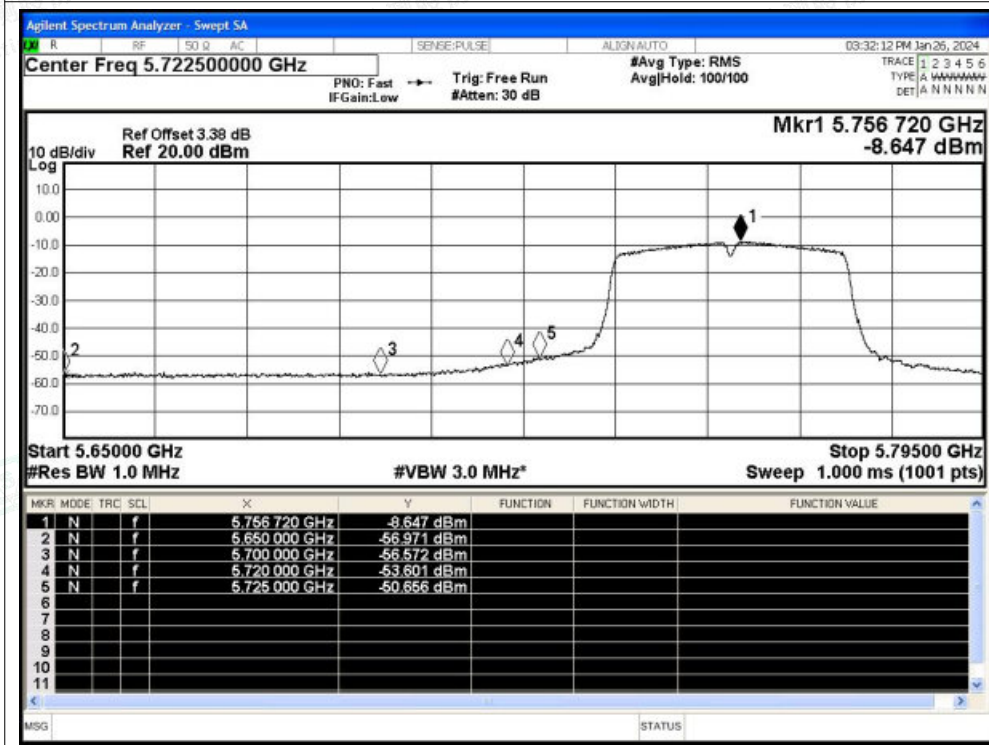 Agilent Spectrum Analyzer - Swept SA
R RF 50 Ω AC SENSE:PULSE ALIGN AUTO 03:32:12 PM Jan 26, 2024
Center Freq 5.722500000 GHz
PNO: Fast
IFGain:Low
Trig: Free Run
#Atten: 30 dB
#Avg Type: RMS
Avg|Hold: 100/100
TRACE 1 2 3 4 5 6
TYPE A WWWWW
DET A N N N N N
Mkr1 5.756 720 GHz
-8.647 dBm
Ref Offset 3.38 dB
10 dB/div Ref 20.00 dBm
Log
10.0
0.00
-10.0
-20.0
-30.0
-40.0
-50.0
-60.0
-70.0
1
2
3
4
5
Start 5.65000 GHz Stop 5.79500 GHz
#Res BW 1.0 MHz #VBW 3.0 MHz* Sweep 1.000 ms (1001 pts)
MKR MODE TRC SCL X Y FUNCTION FUNCTION WIDTH FUNCTION VALUE
1 N f 5.756 720 GHz -8.647 dBm
2 N f 5.650 000 GHz -56.971 dBm
3 N f 5.700 000 GHz -56.572 dBm
4 N f 5.720 000 GHz -53.601 dBm
5 N f 5.725 000 GHz -50.656 dBm
6
7
8
9
10
11
MSG STATUS